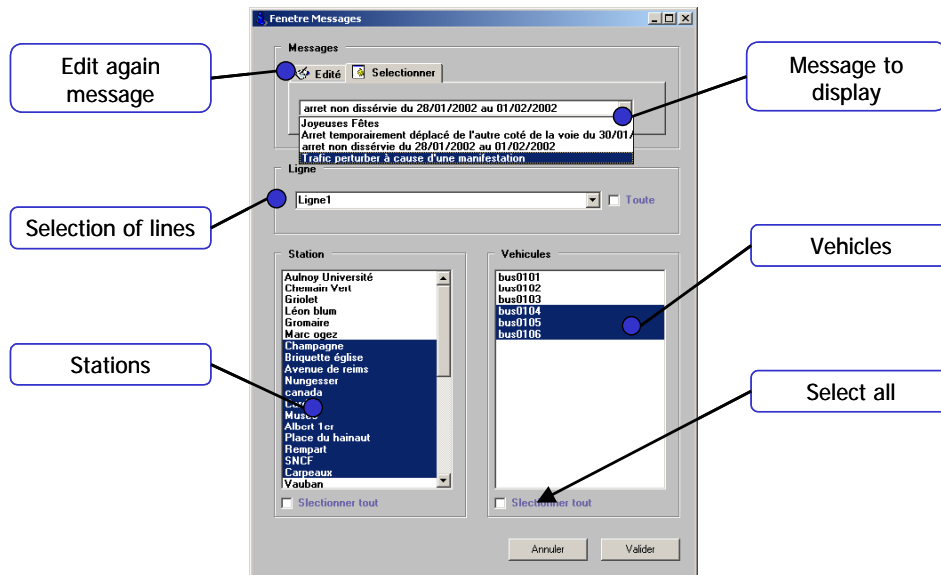 Fenetre Messages
Messages
Edité
Selectionner
arret non dissérvie du 28/01/2002 au 01/02/2002
Joyeuses Fêtes
Arret temporairement déplacé de l'autre coté de la voie du 30/01/
arret non dissérvie du 28/01/2002 au 01/02/2002
Trafic perturber à cause d'une manifestation
Edit again
message
Message to
display
Ligne
Ligne1
Toute
Selection of lines
Station
Aulnoy Université
Chemain Vert
Griolet
Léon blum
Gromaire
Marc ogez
Champagne
Briquette église
Avenue de reims
Nungesser
canada
Musée
Albert 1er
Place du hainaut
Rempart
SNCF
Carpeaux
Vauban
Slectionner tout
Stations
Vehicules
bus0101
bus0102
bus0103
bus0104
bus0105
bus0106
Slectionner tout
Vehicles
Select all
Annuler
Valider